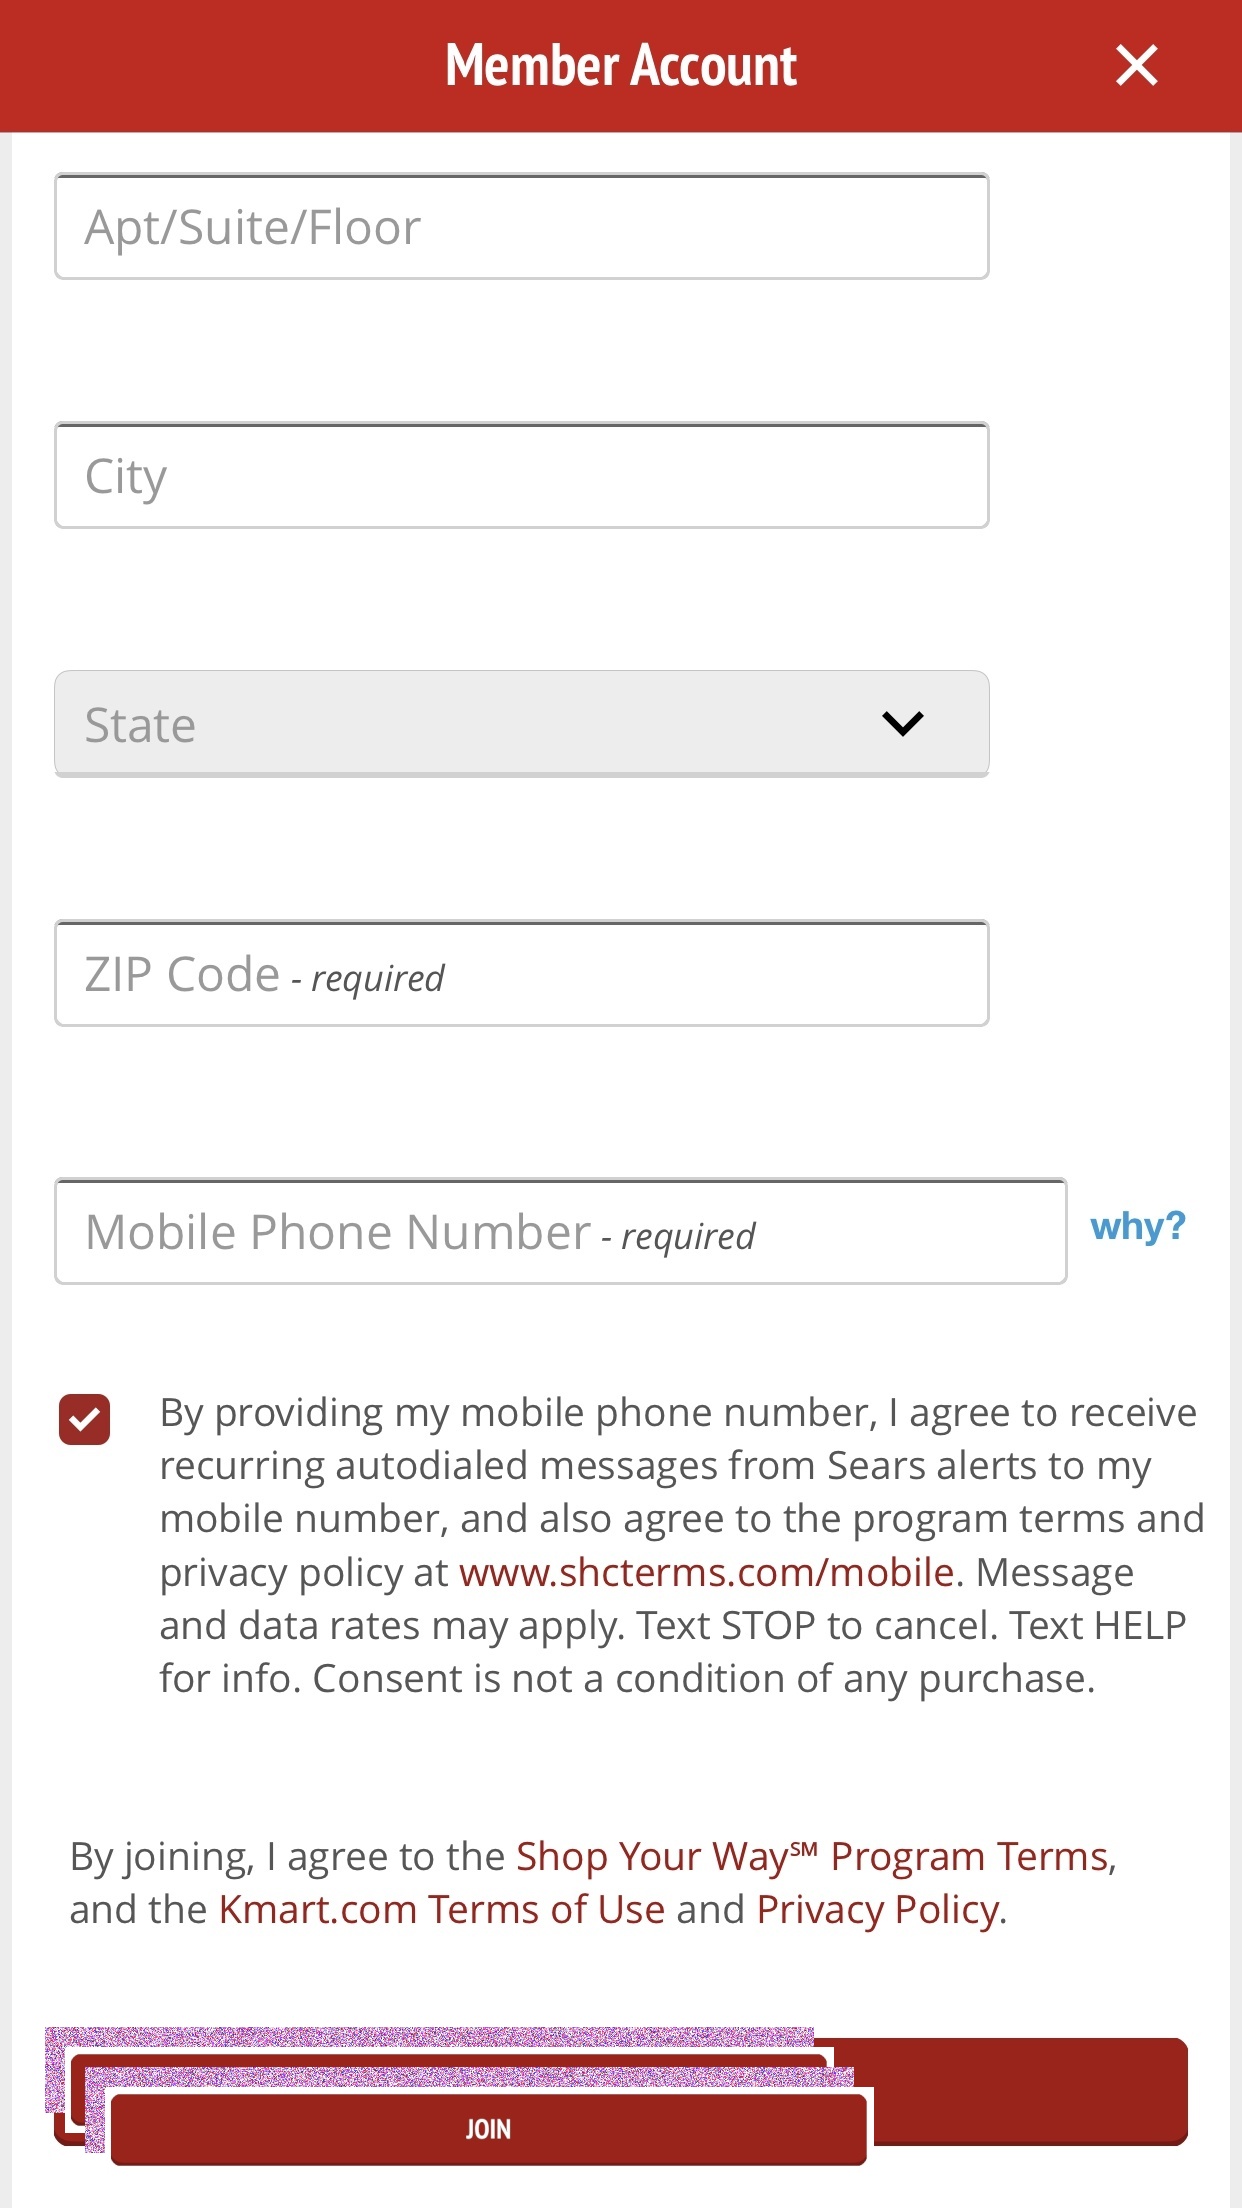 Member Account
Apt/Suite/Floor
City
State
ZIP Code - required
Mobile Phone Number - required
why?
By providing my mobile phone number, I agree to receive
recurring autodialed messages from Sears alerts to my
mobile number, and also agree to the program terms and
privacy policy at www.shcterms.com/mobile. Message
and data rates may apply. Text STOP to cancel. Text HELP
for info. Consent is not a condition of any purchase.
By joining, I agree to the Shop Your Way℠ Program Terms,
and the Kmart.com Terms of Use and Privacy Policy.
JOIN